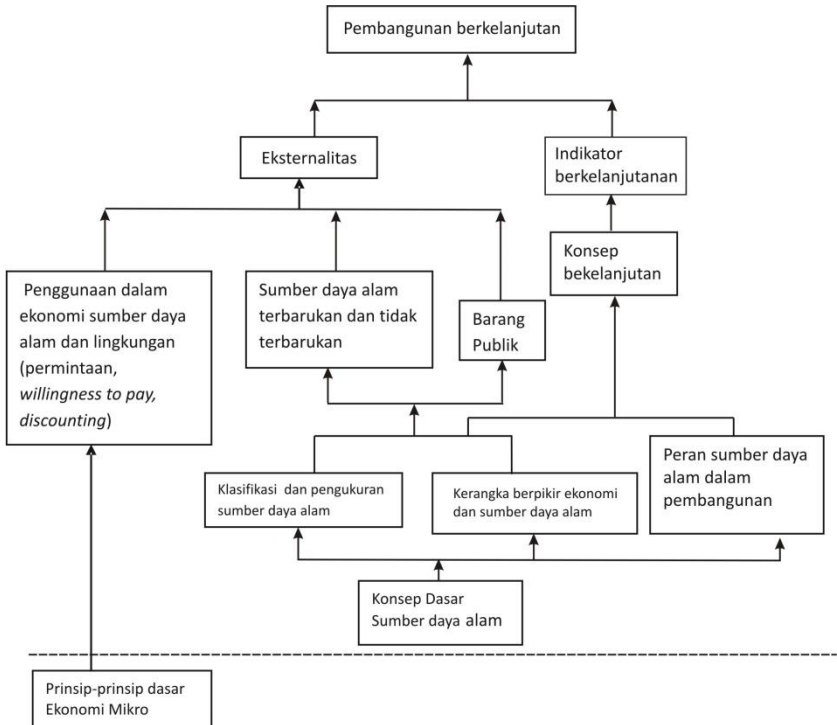 Pembangunan berkelanjutan
Eksternalitas
Indikator
berkelanjutanan
Konsep
bekelanjutan
Penggunaan dalam
ekonomi sumber daya
alam dan lingkungan
(permintaan,
willingness to pay,
discounting)
Sumber daya alam
terbarukan dan tidak
terbarukan
Barang
Publik
Klasifikasi dan pengukuran
sumber daya alam
Kerangka berpikir ekonomi
dan sumber daya alam
Peran sumber daya
alam dalam
pembangunan
Konsep Dasar
Sumber daya alam
Prinsip-prinsip dasar
Ekonomi Mikro